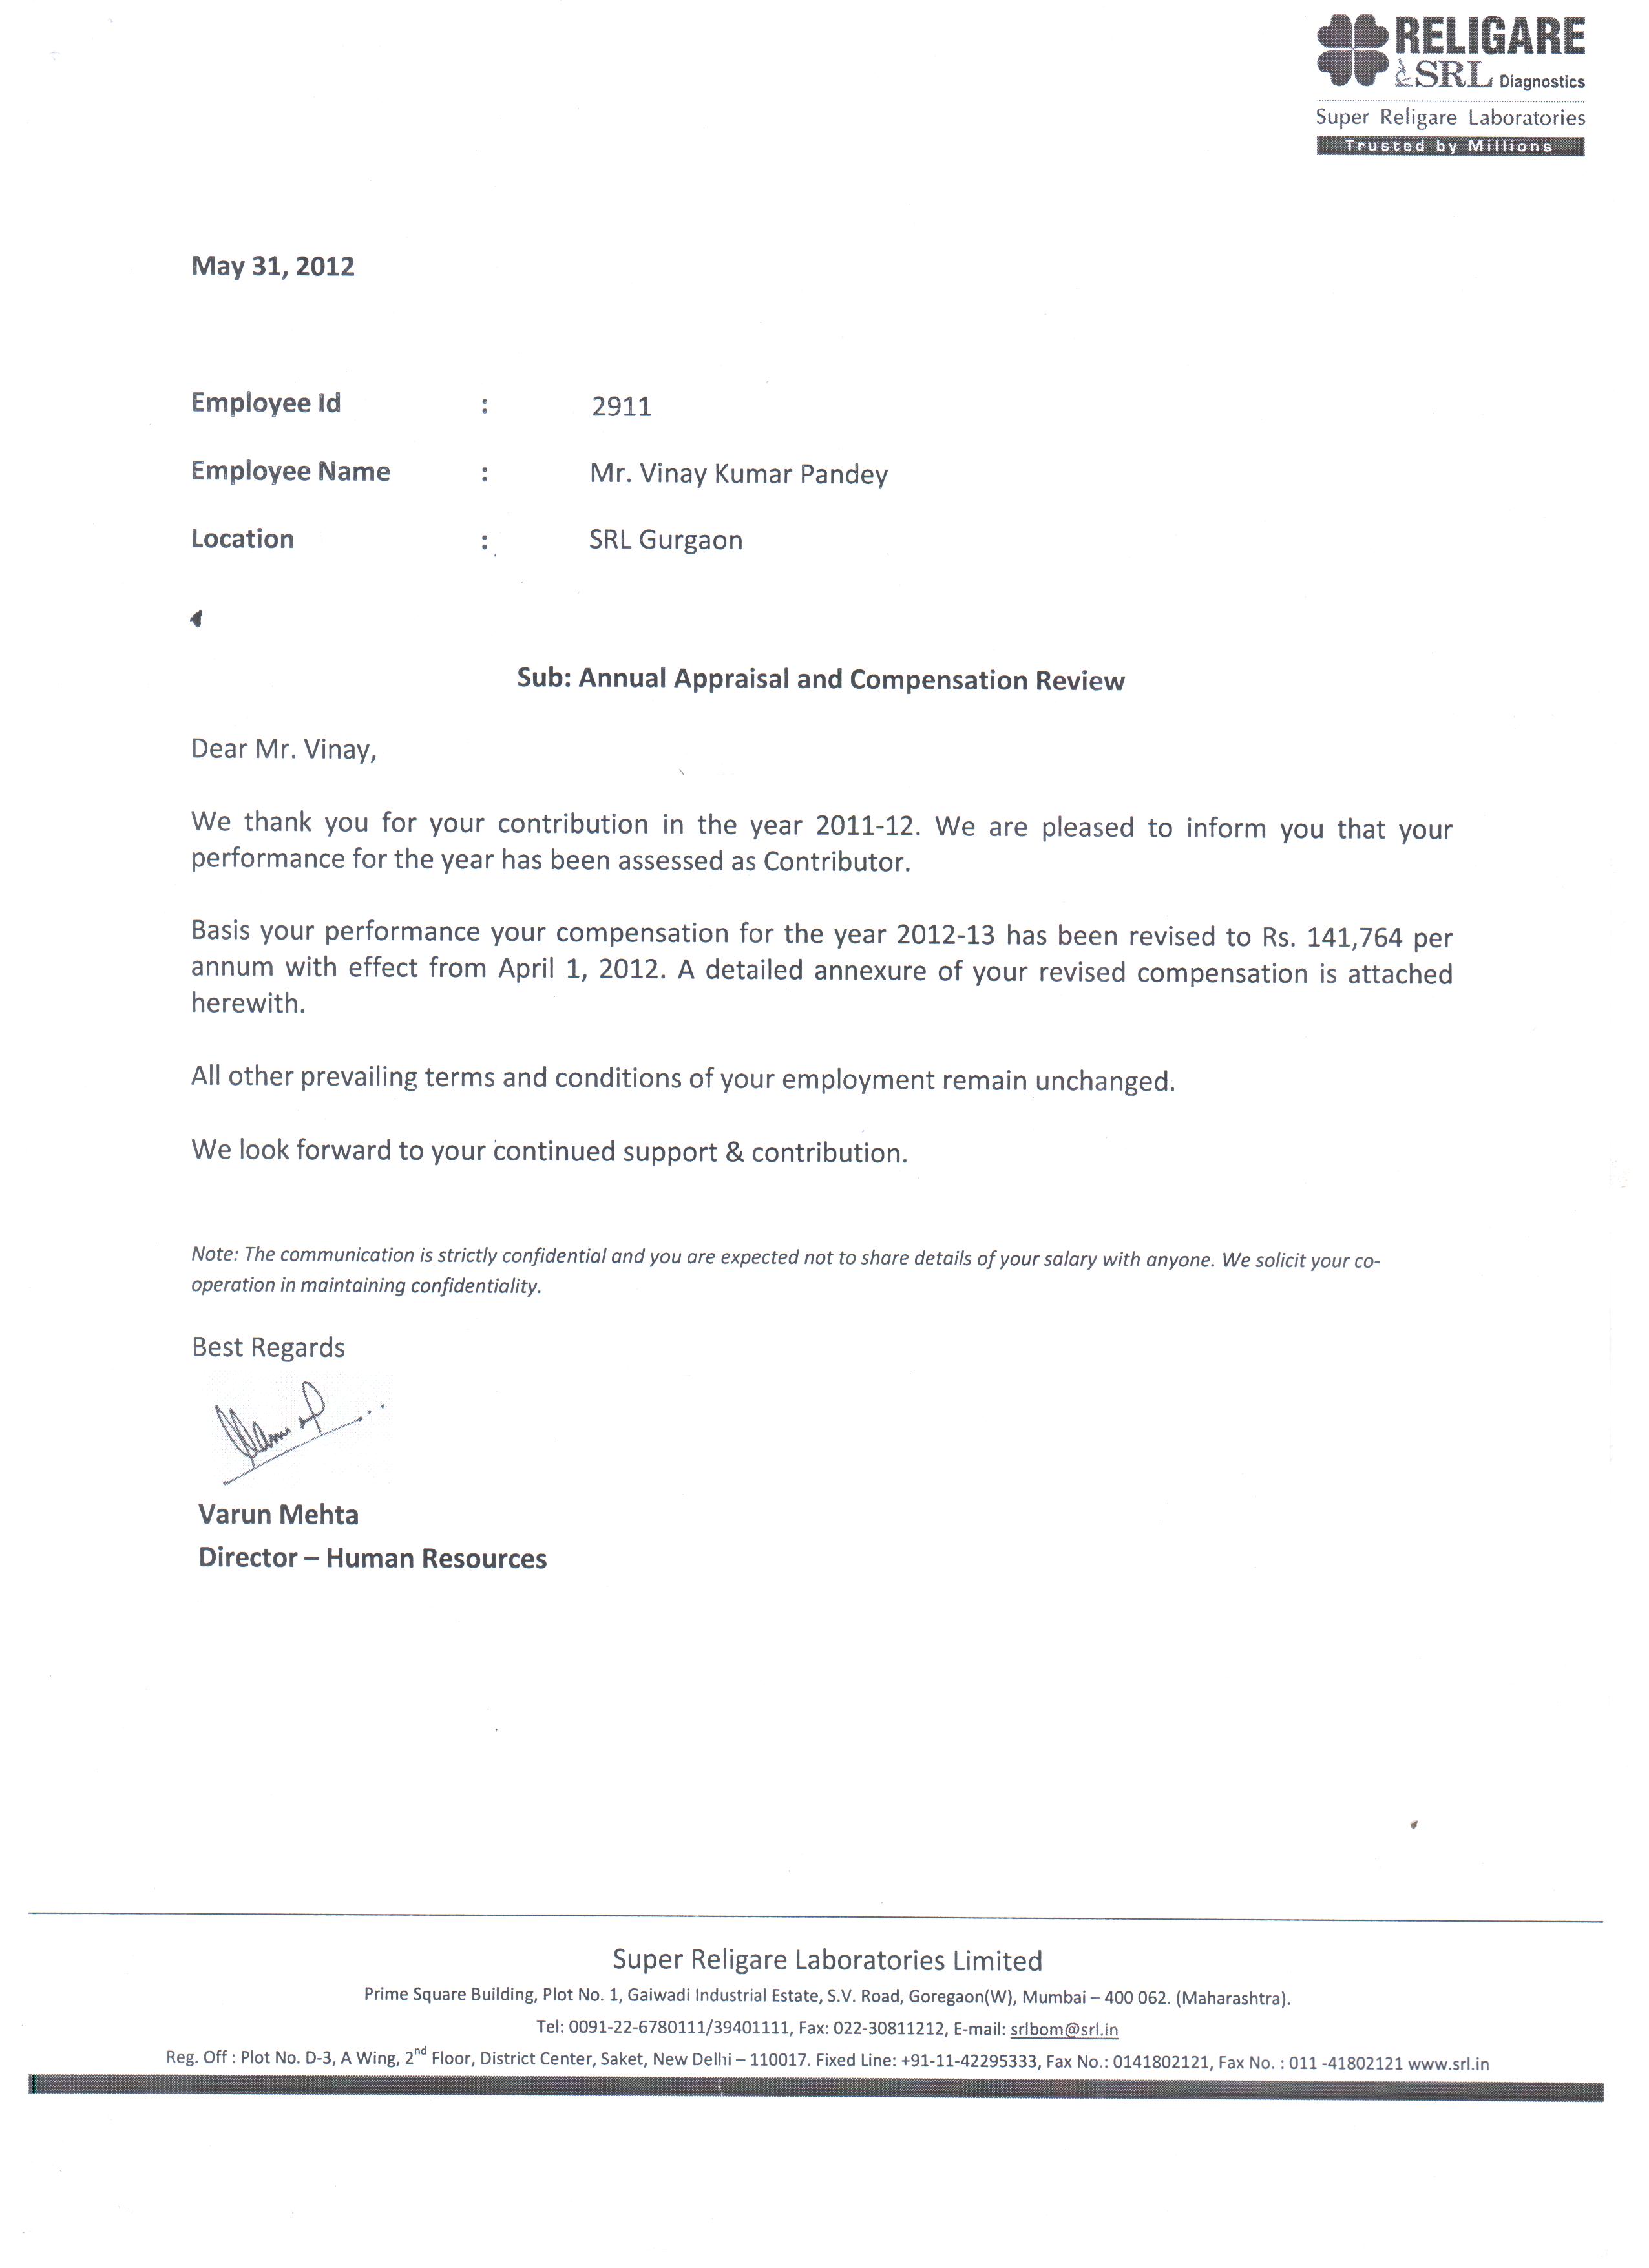 RELIGARE
SRL Diagnostics
Super Religare Laboratories
Trusted by Millions
May 31, 2012
Employee Id : 2911
Employee Name : Mr. Vinay Kumar Pandey
Location : SRL Gurgaon
Sub: Annual Appraisal and Compensation Review
Dear Mr. Vinay,
We thank you for your contribution in the year 2011-12. We are pleased to inform you that your
performance for the year has been assessed as Contributor.
Basis your performance your compensation for the year 2012-13 has been revised to Rs. 141,764 per
annum with effect from April 1, 2012. A detailed annexure of your revised compensation is attached
herewith.
All other prevailing terms and conditions of your employment remain unchanged.
We look forward to your continued support & contribution.
Note: The communication is strictly confidential and you are expected not to share details of your salary with anyone. We solicit your co-
operation in maintaining confidentiality.
Best Regards
Varun Mehta
Director – Human Resources
Super Religare Laboratories Limited
Prime Square Building, Plot No. 1, Gaiwadi Industrial Estate, S.V. Road, Goregaon(W), Mumbai – 400 062. (Maharashtra).
Tel: 0091-22-6780111/39401111, Fax: 022-30811212, E-mail: srlbom@srl.in
Reg. Off : Plot No. D-3, A Wing, 2nd Floor, District Center, Saket, New Delhi – 110017. Fixed Line: +91-11-42295333, Fax No.: 0141802121, Fax No. : 011 -41802121 www.srl.in